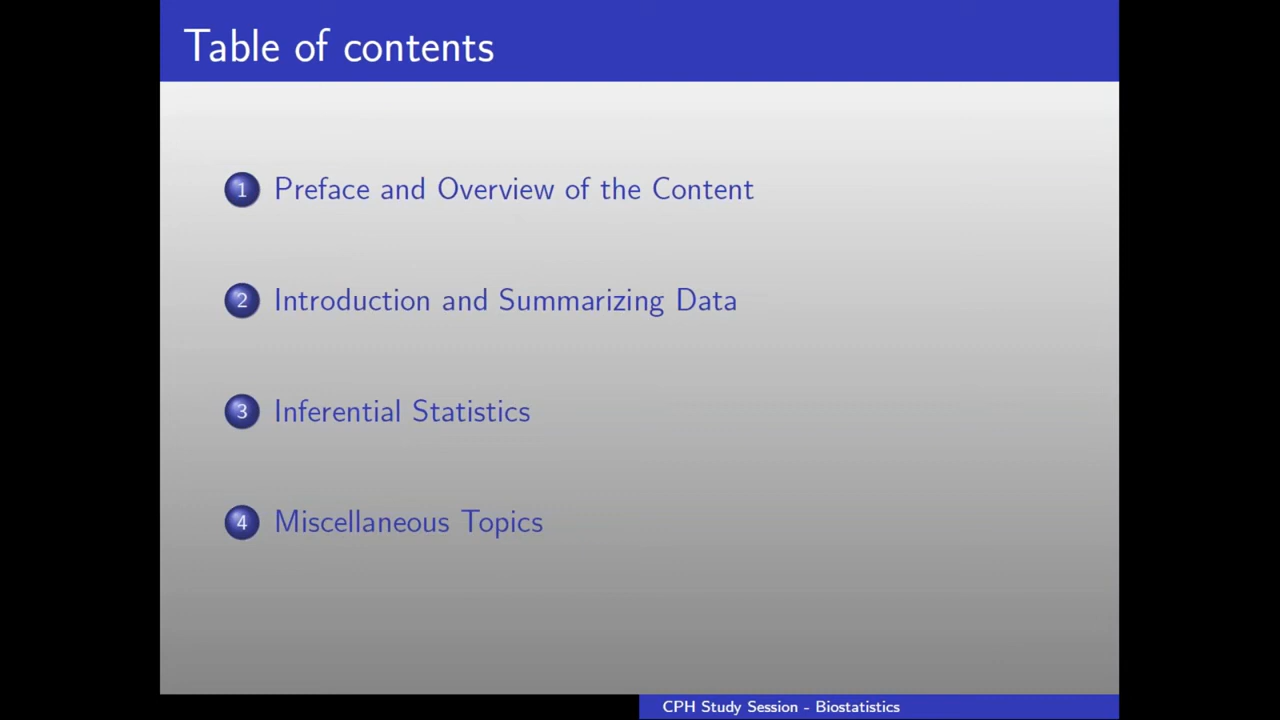 Table of contents
1 Preface and Overview of the Content
2 Introduction and Summarizing Data
3 Inferential Statistics
4 Miscellaneous Topics
CPH Study Session - Biostatistics